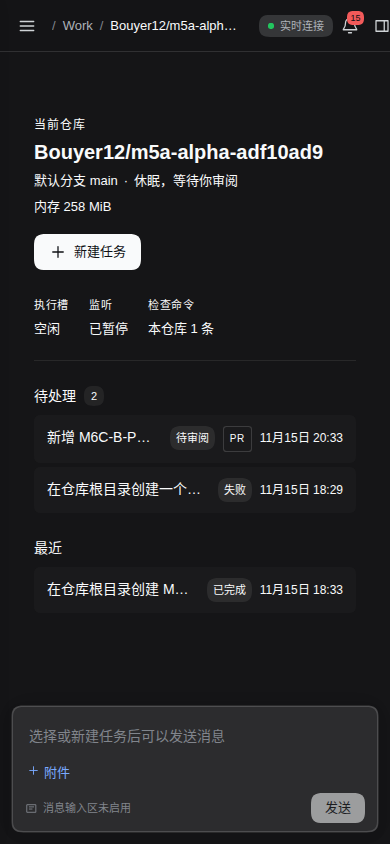 / Work / Bouyer12/m5a-alph… 实时连接 15
当前仓库
Bouyer12/m5a-alpha-adf10ad9
默认分支 main · 休眠，等待你审阅
内存 258 MiB
+ 新建任务
执行槽 监听 检查命令
空闲 已暂停 本仓库 1 条
待处理 2
新增 M6C-B-P… 待审阅 PR 11月15日 20:33
在仓库根目录创建一个… 失败 11月15日 18:29
最近
在仓库根目录创建 M… 已完成 11月15日 18:33
选择或新建任务后可以发送消息
+ 附件
消息输入区未启用 发送